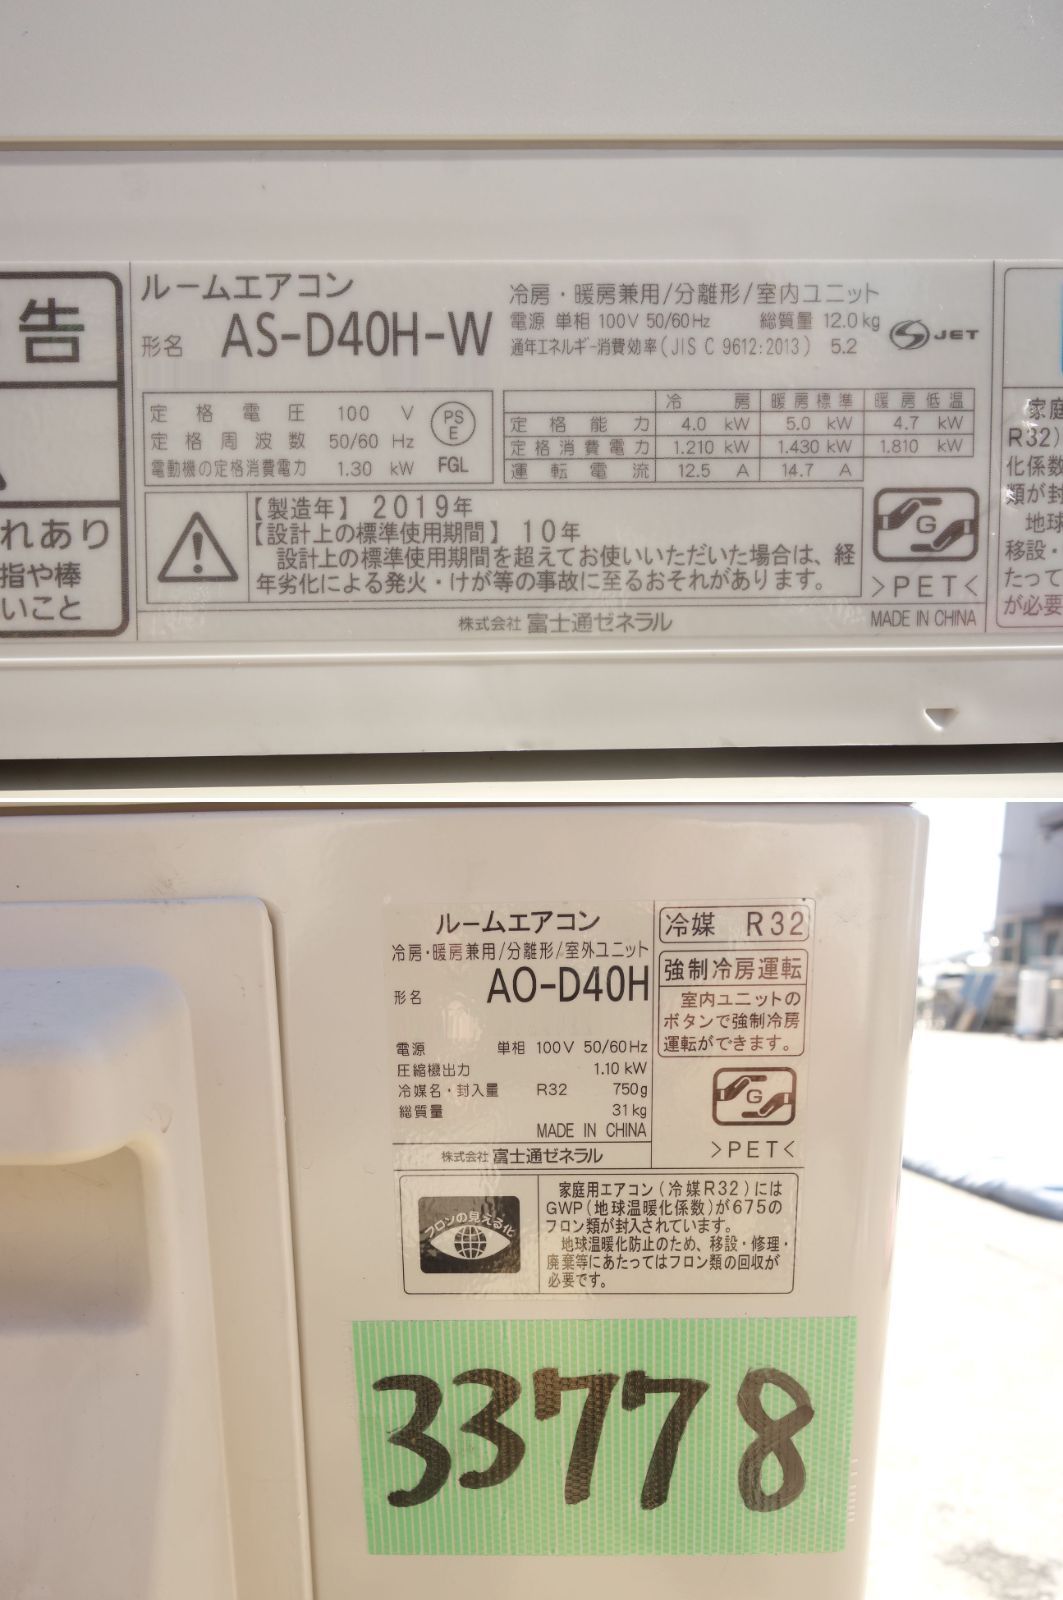 告
れあり
指や棒
いこと
ルームエアコン
形名 AS-D40H-W
冷房・暖房兼用/分離形/室内ユニット
電源 単相 100V 50/60Hz 総質量 12.0kg
通年エネルギー消費効率(JIS C 9612:2013) 5.2
JET
定格電圧 100 V
定格周波数 50/60 Hz
電動機の定格消費電力 1.30 kW
PS
E
FGL
冷房 暖房標準 暖房低温
定格能力 4.0 kW 5.0 kW 4.7 kW
定格消費電力 1.210 kW 1.430 kW 1.810 kW
運転電流 12.5 A 14.7 A
【製造年】2019年
【設計上の標準使用期間】10年
設計上の標準使用期間を超えてお使いいただいた場合は、経
年劣化による発火・けが等の事故に至るおそれがあります。
G
>PET<
株式会社 富士通ゼネラル
MADE IN CHINA
家庭
R32)
化係数
類が封
地球
移設・
たって
が必要
ルームエアコン
冷房・暖房兼用/分離形/室外ユニット
形名 AO-D40H
電源 単相 100V 50/60Hz
圧縮機出力 1.10 kW
冷媒名・封入量 R32 750g
総質量 31kg
MADE IN CHINA
株式会社 富士通ゼネラル
冷媒 R32
強制冷房運転
室内ユニットの
ボタンで強制冷房
運転ができます。
G
>PET<
フロンの見える化
家庭用エアコン(冷媒R32)には
GWP(地球温暖化係数)が675の
フロン類が封入されています。
地球温暖化防止のため、移設・修理・
廃棄等にあたってはフロン類の回収が
必要です。
33778